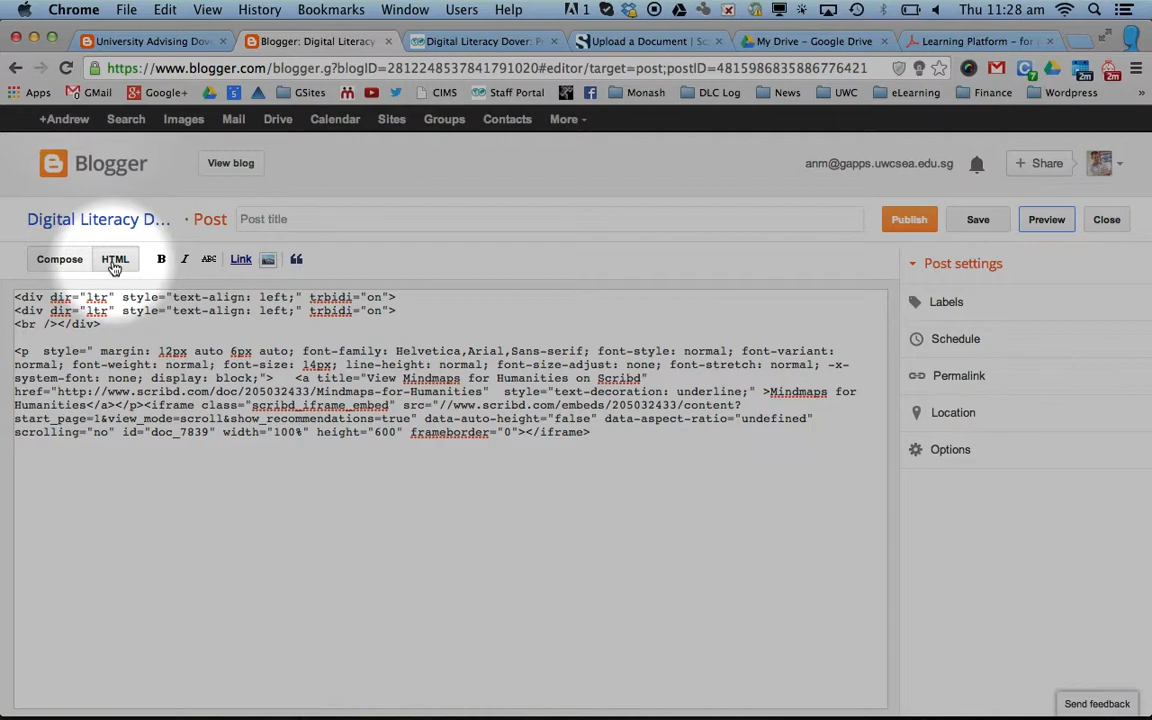 Chrome File Edit View History Bookmarks Window Users Help 1 Thu 11:28 am
University Advising Dov Blogger: Digital Literacy Digital Literacy Dover: P Upload a Document | Sc My Drive - Google Drive Learning Platform - for
https://www.blogger.com/blogger.g?blogID=2812248537841791020#editor/target=post;postID=4815986835886776421 2m 2m
Apps GMail Google+ 5 GSites CIMS Staff Portal Monash DLC Log News UWC eLearning Finance Wordpress »
+Andrew Search Images Mail Drive Calendar Sites Groups Contacts More
Blogger View blog anm@gapps.uwcsea.edu.sg + Share
Digital Literacy D... · Post Post title Publish Save Preview Close
Compose HTML B I ABC Link Post settings
<div dir="ltr" style="text-align: left;" trbidi="on">
<div dir="ltr" style="text-align: left;" trbidi="on">
<br /></div>
<p  style=" margin: 12px auto 6px auto; font-family: Helvetica,Arial,Sans-serif; font-style: normal; font-variant:
normal; font-weight: normal; font-size: 14px; line-height: normal; font-size-adjust: none; font-stretch: normal; -x-
system-font: none; display: block;">   <a title="View Mindmaps for Humanities on Scribd"
href="http://www.scribd.com/doc/205032433/Mindmaps-for-Humanities"  style="text-decoration: underline;" >Mindmaps for
Humanities</a></p><iframe class="scribd_iframe_embed" src="//www.scribd.com/embeds/205032433/content?
start_page=1&view_mode=scroll&show_recommendations=true" data-auto-height="false" data-aspect-ratio="undefined"
scrolling="no" id="doc_7839" width="100%" height="600" frameborder="0"></iframe>
Labels
Schedule
Permalink
Location
Options
Send feedback